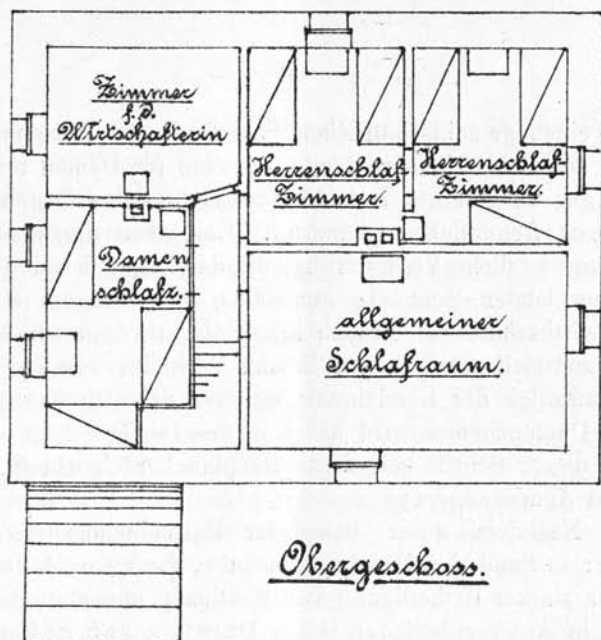 Zimmer
f. d.
Wirtschafterin
Herrenschlaf
Zimmer.
Herrenschlaf
Zimmer.
Damen
schlafz.
allgemeiner
Schlafraum.
Obergeschoss.